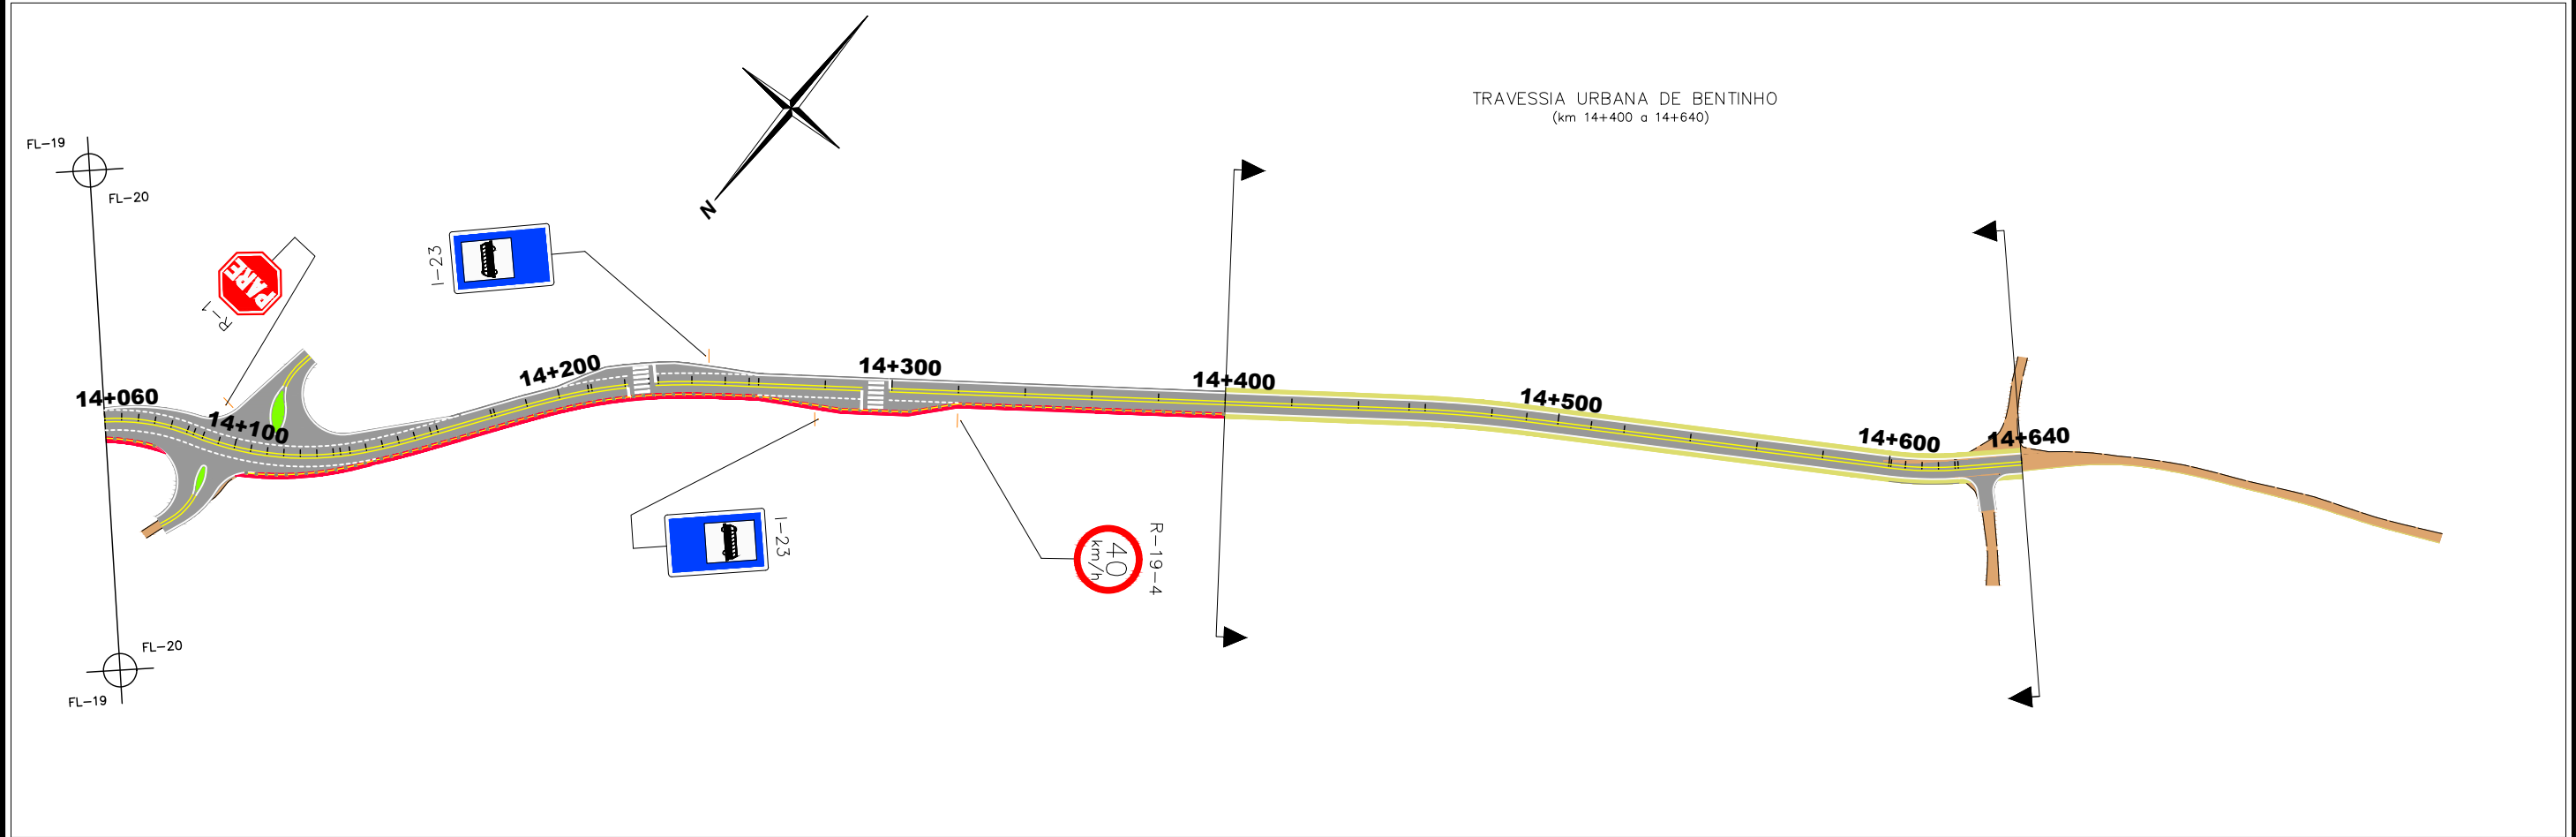 TRAVESSIA URBANA DE BENTINHO
(km 14+400 a 14+640)
FL-19
FL-20
N
I-23
PARE
R-1
14+060
14+100
14+200
14+300
14+400
14+500
14+600
14+640
I-23
40
km/h
R-19-4
FL-20
FL-19